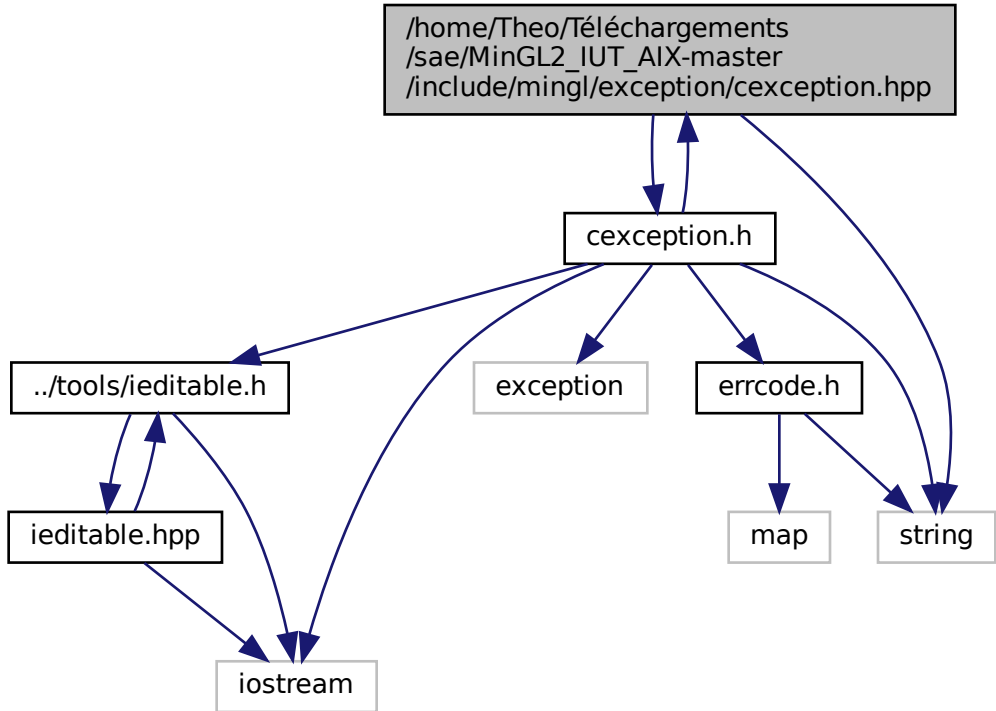 /home/Theo/Téléchargements
/sae/MinGL2_IUT_AIX-master
/include/mingl/exception/cexception.hpp
cexception.h
../tools/ieditable.h
exception
errcode.h
ieditable.hpp
map
string
iostream